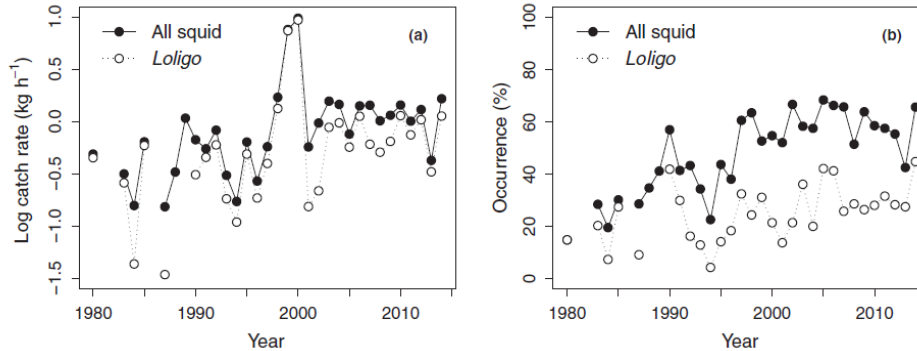 All squid
Loligo
(a)
1.0
0.5
0.0
−0.5
−1.0
−1.5
Log catch rate (kg h⁻¹)
1980
1990
2000
2010
Year
All squid
Loligo
(b)
100
80
60
40
20
0
Occurrence (%)
1980
1990
2000
2010
Year